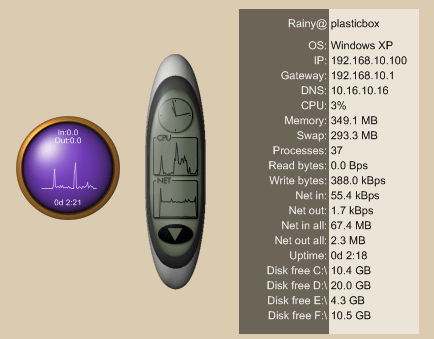 In:0.0
Out:0.0
0d 2:21
CPU
NET
Rainy@ plasticbox
OS: Windows XP
IP: 192.168.10.100
Gateway: 192.168.10.1
DNS: 10.16.10.16
CPU: 3%
Memory: 349.1 MB
Swap: 293.3 MB
Processes: 37
Read bytes: 0.0 Bps
Write bytes: 388.0 kBps
Net in: 55.4 kBps
Net out: 1.7 kBps
Net in all: 67.4 MB
Net out all: 2.3 MB
Uptime: 0d 2:18
Disk free C:\ 10.4 GB
Disk free D:\ 20.0 GB
Disk free E:\ 4.3 GB
Disk free F:\ 10.5 GB